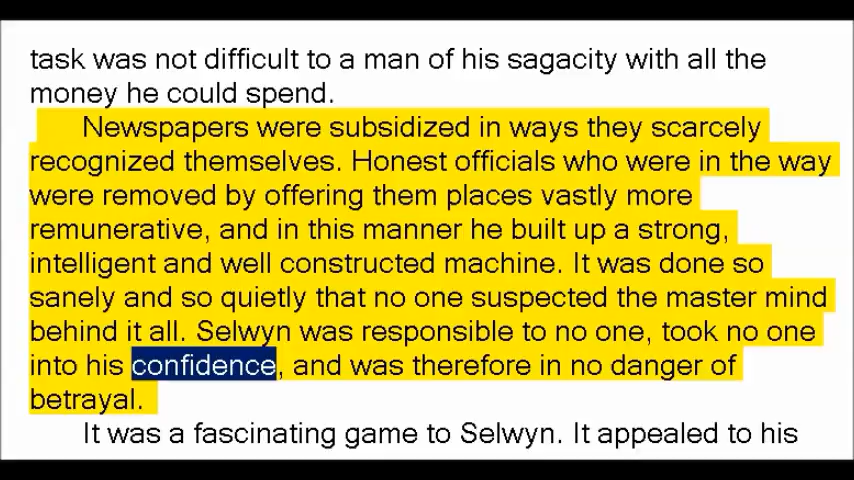 task was not difficult to a man of his sagacity with all the
money he could spend.
Newspapers were subsidized in ways they scarcely
recognized themselves. Honest officials who were in the way
were removed by offering them places vastly more
remunerative, and in this manner he built up a strong,
intelligent and well constructed machine. It was done so
sanely and so quietly that no one suspected the master mind
behind it all. Selwyn was responsible to no one, took no one
into his confidence, and was therefore in no danger of
betrayal.
It was a fascinating game to Selwyn. It appealed to his